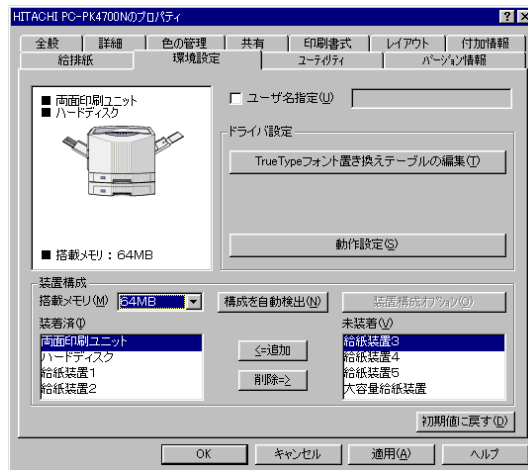 HITACHI PC-PK4700Nのプロパティ
全般 詳細 色の管理 共有 印刷書式 レイアウト 付加情報
給排紙 環境設定 ユーティリティ バージョン情報
■ 両面印刷ユニット
■ ハードディスク
■ 搭載メモリ：64MB
ユーザ名指定(U)
ドライバ設定
TrueTypeフォント置き換えテーブルの編集(T)
動作設定(S)
装置構成
搭載メモリ(M) 64MB 構成を自動検出(N) 装置構成オプション(O)
装着済(I)
両面印刷ユニット
ハードディスク
給紙装置1
給紙装置2
<=追加
削除=>
未装着(V)
給紙装置3
給紙装置4
給紙装置5
大容量給紙装置
初期値に戻す(D)
OK キャンセル 適用(A) ヘルプ